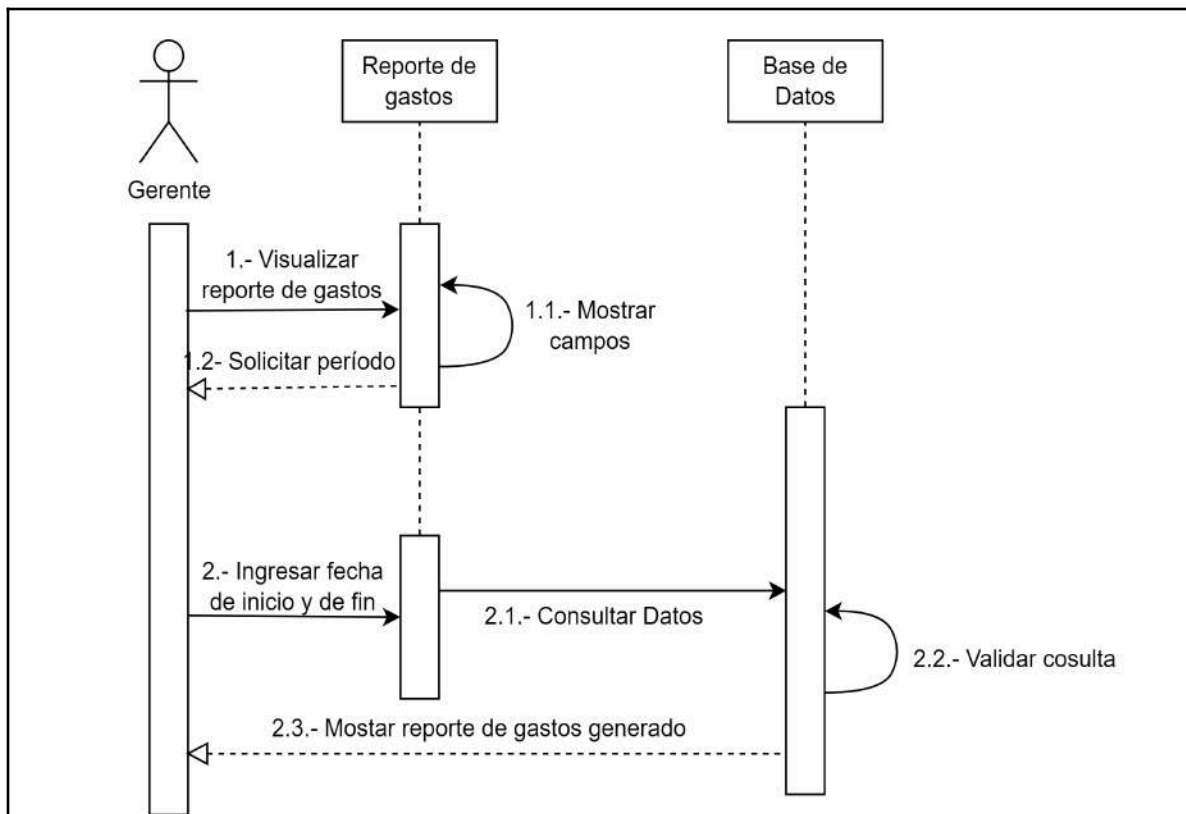 Reporte de
gastos
Base de
Datos
Gerente
1.- Visualizar
reporte de gastos
1.1.- Mostrar
campos
1.2- Solicitar período
2.- Ingresar fecha
de inicio y de fin
2.1.- Consultar Datos
2.2.- Validar cosulta
2.3.- Mostar reporte de gastos generado